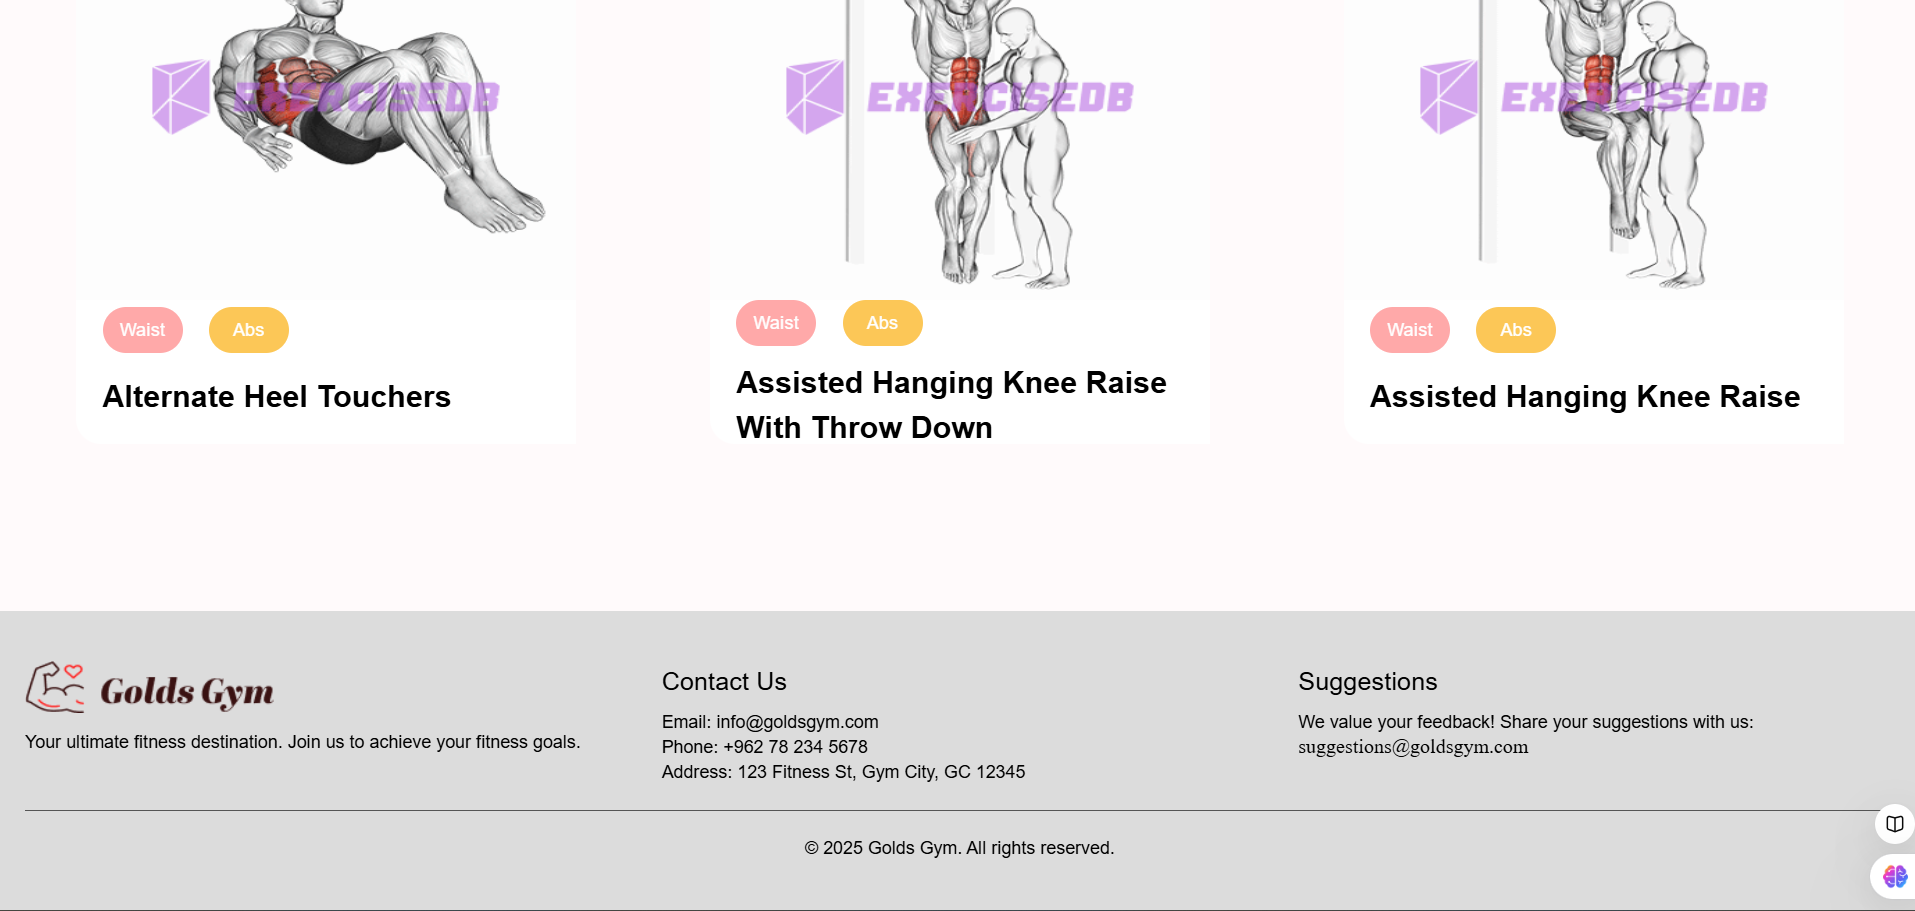 EXERCISEDB EXERCISEDB EXERCISEDB
Waist Abs
Alternate Heel Touchers
Waist Abs
Assisted Hanging Knee Raise
With Throw Down
Waist Abs
Assisted Hanging Knee Raise
Golds Gym
Your ultimate fitness destination. Join us to achieve your fitness goals.
Contact Us
Email: info@goldsgym.com
Phone: +962 78 234 5678
Address: 123 Fitness St, Gym City, GC 12345
Suggestions
We value your feedback! Share your suggestions with us:
suggestions@goldsgym.com
© 2025 Golds Gym. All rights reserved.